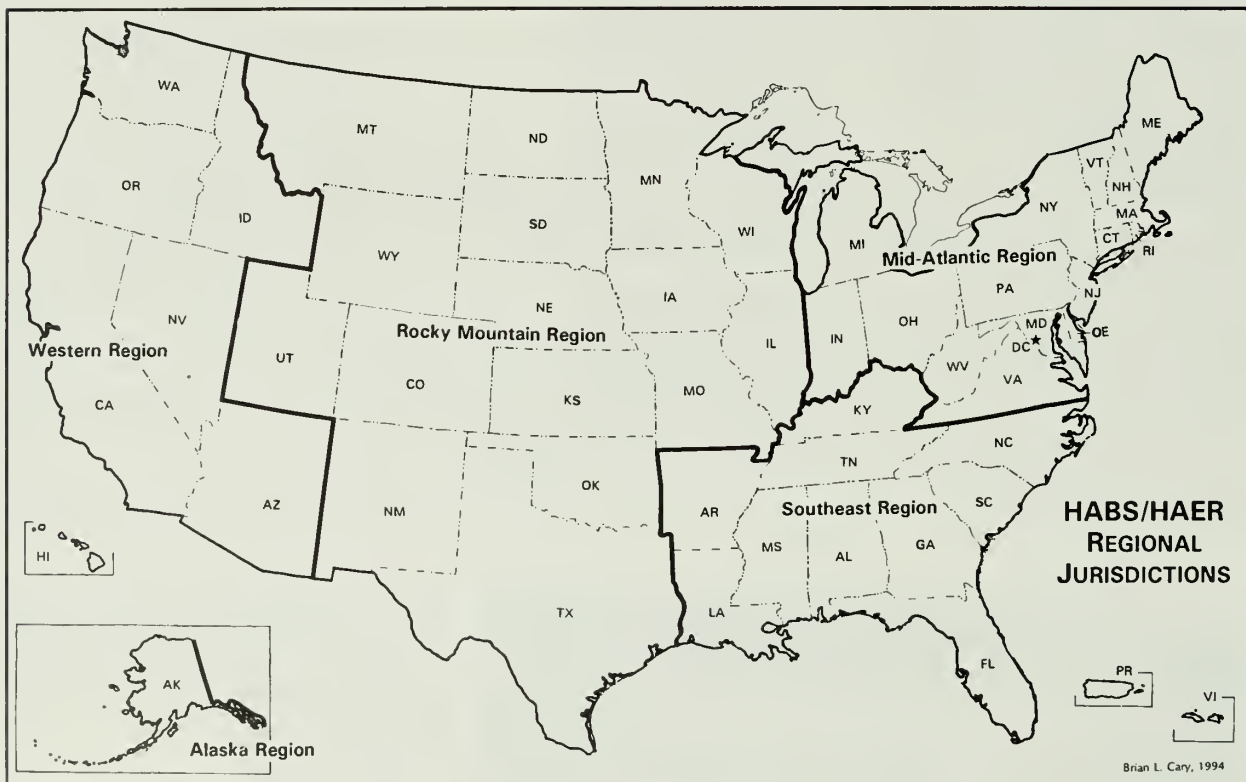 WA
MT
ND
MN
ME
VT
NH
OR
ID
SD
WI
MI
NY
MA
CT
RI
WY
Mid-Atlantic Region
IA
PA
NJ
NE
OH
NV
Rocky Mountain Region
IL
IN
MD
OE
Western Region
UT
DC
WV
VA
CO
MO
CA
KS
KY
NC
TN
AZ
NM
OK
AR
Southeast Region
SC
HABS/HAER
REGIONAL
JURISDICTIONS
HI
MS
AL
GA
TX
LA
FL
PR
AK
VI
Alaska Region
Brian L. Cary, 1994